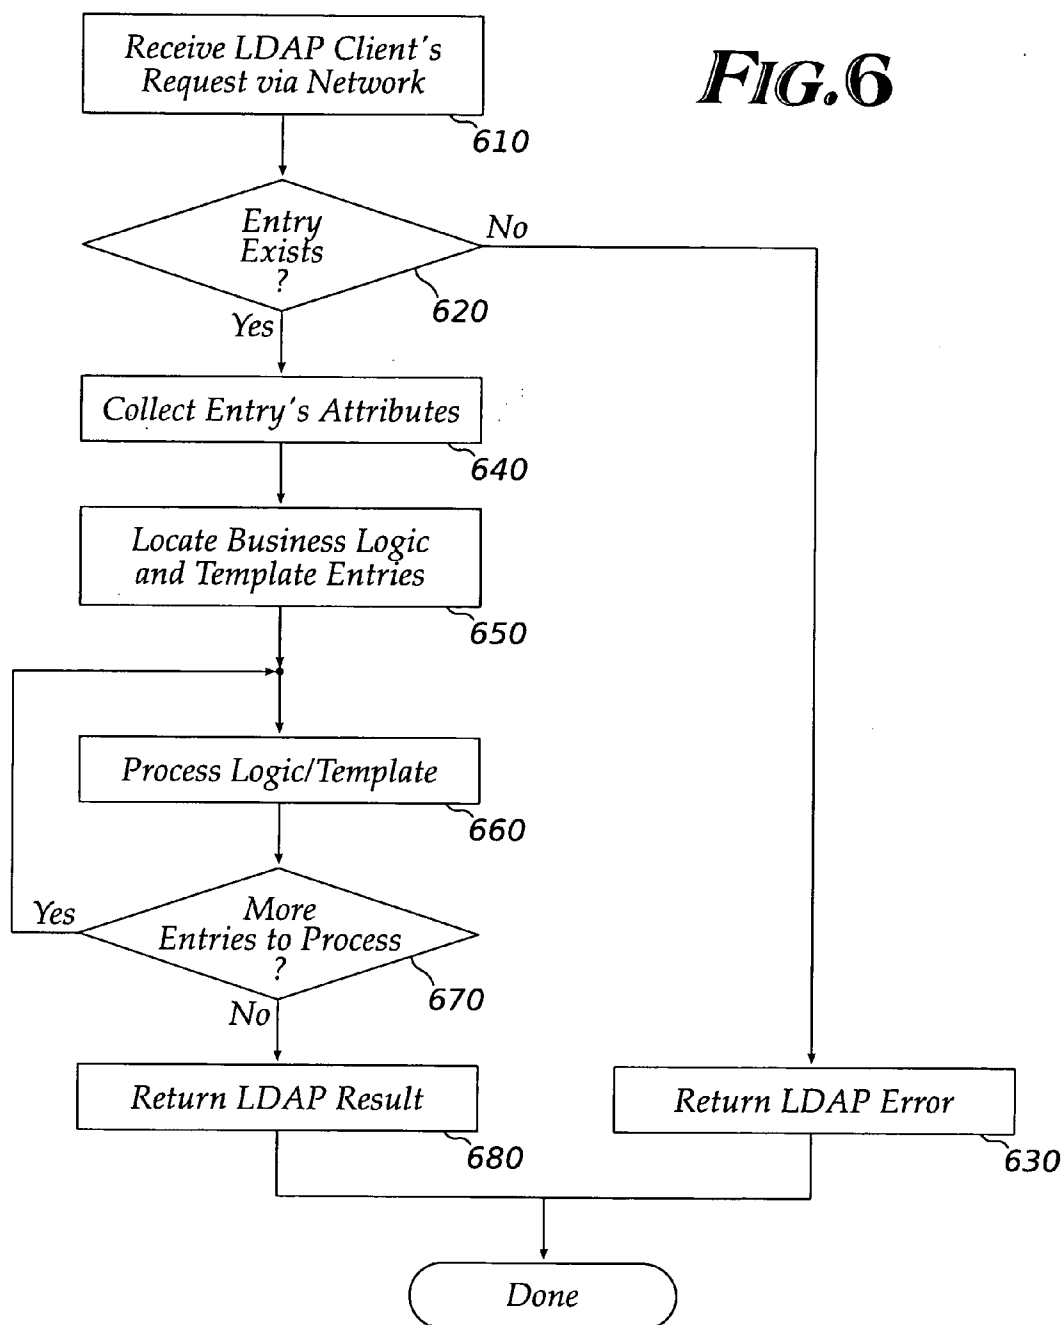 Receive LDAP Client's
Request via Network
610
FIG.6
Entry
Exists
?
620
No
Yes
Collect Entry's Attributes
640
Locate Business Logic
and Template Entries
650
Process Logic/Template
660
More
Entries to Process
?
670
Yes
No
Return LDAP Result
680
Return LDAP Error
630
Done